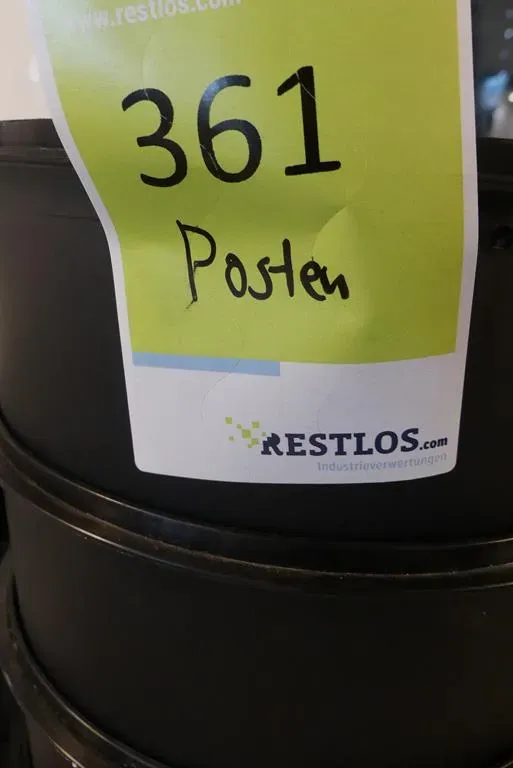 www.restlos.com
361
Posten
RESTLOS.com
Industrieverwertungen